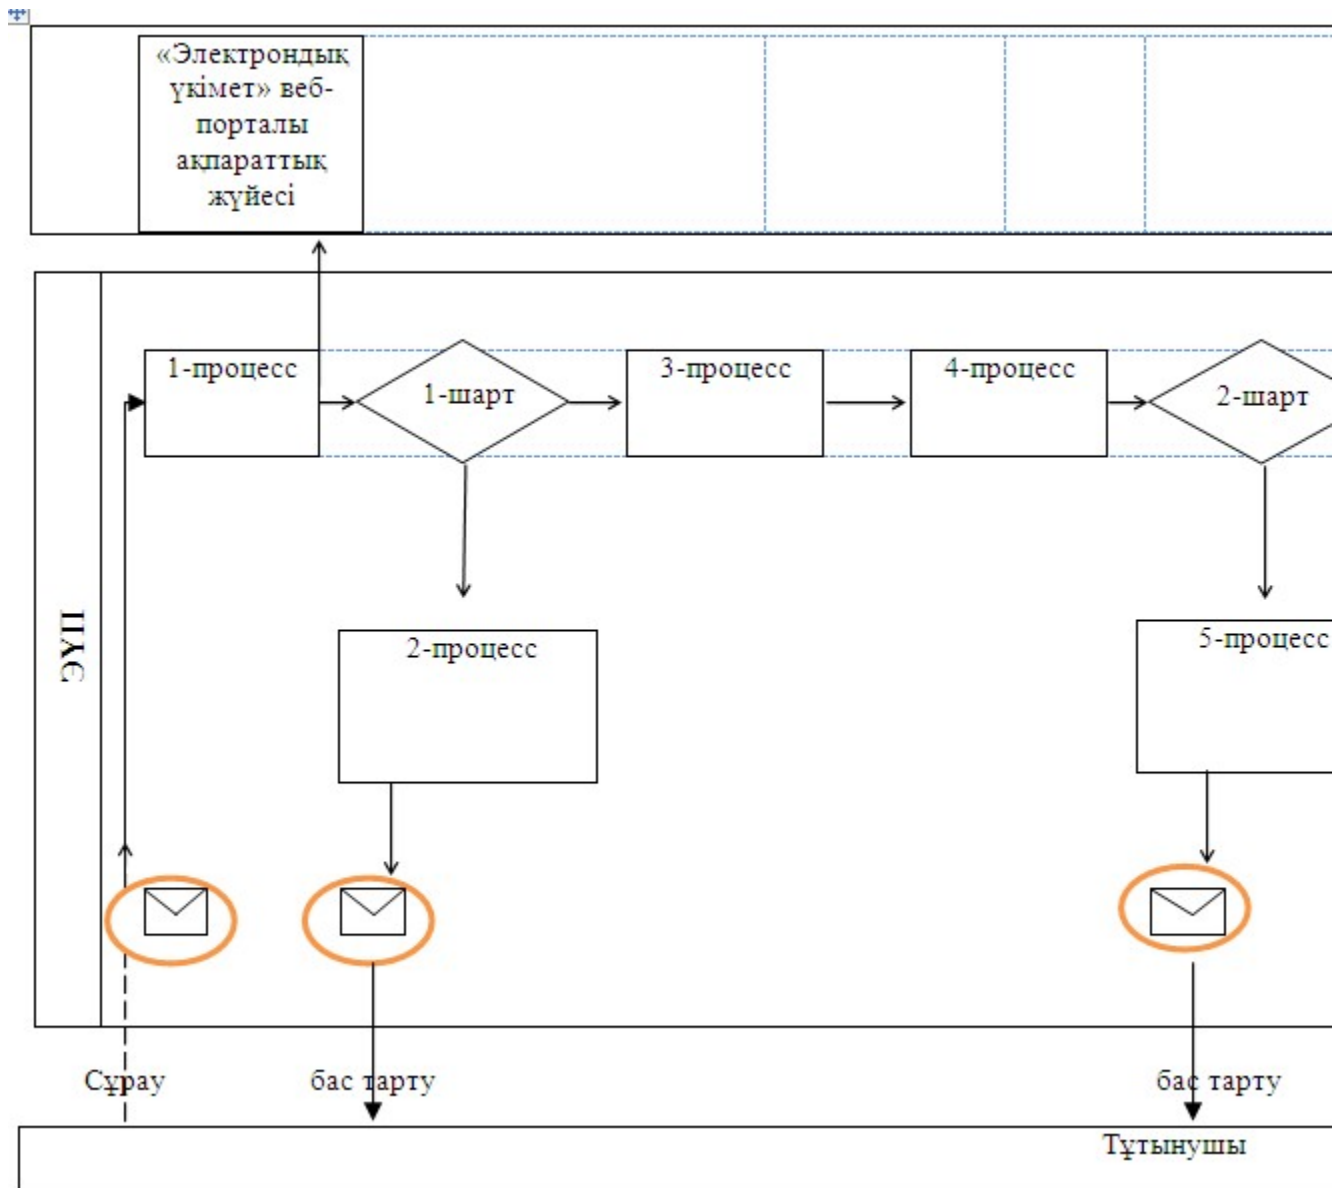 «Электрондық
үкімет» веб-
порталы
ақпараттық
жүйесі
1-процесс
1-шарт
3-процесс
4-процесс
2-шарт
ЭҮП
2-процесс
5-процесс
Сұрау
бас тарту
бас тарту
Тұтынушы